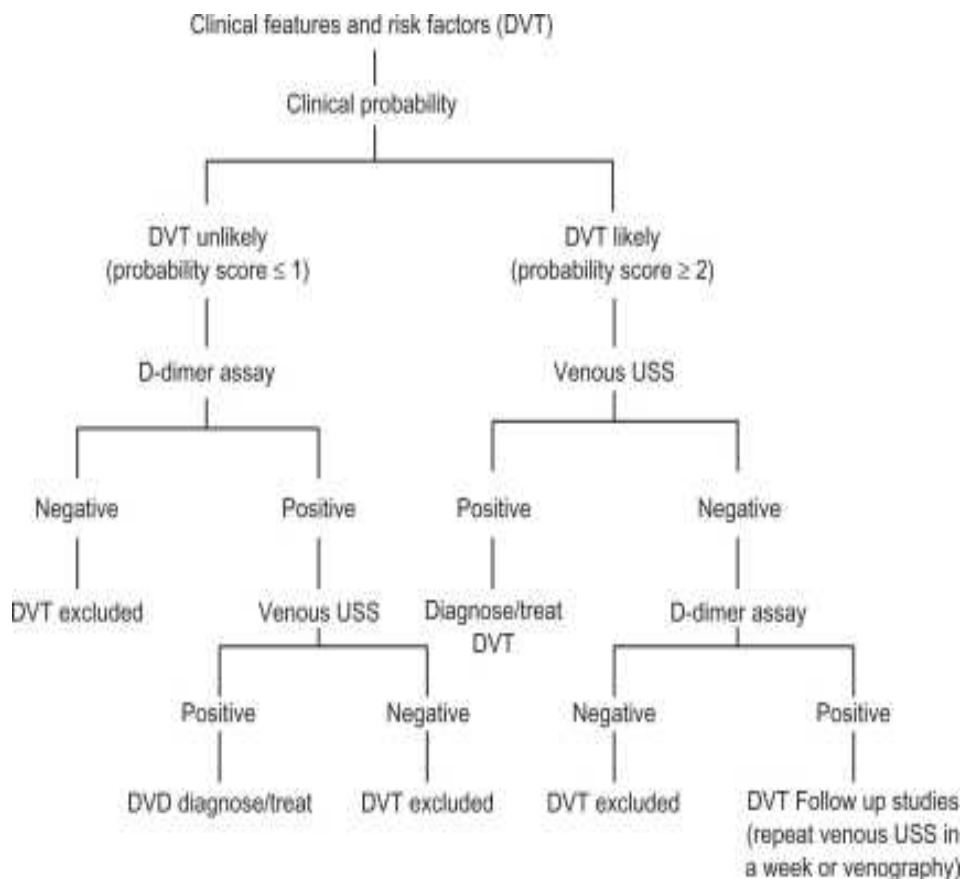 Clinical features and risk factors (DVT)
Clinical probability
DVT unlikely
(probability score ≤ 1)
DVT likely
(probability score ≥ 2)
D-dimer assay
Venous USS
Negative
Positive
Positive
Negative
DVT excluded
Venous USS
Diagnose/treat
DVT
D-dimer assay
Positive
Negative
Negative
Positive
DVD diagnose/treat
DVT excluded
DVT excluded
DVT Follow up studies
(repeat venous USS in
a week or venography)